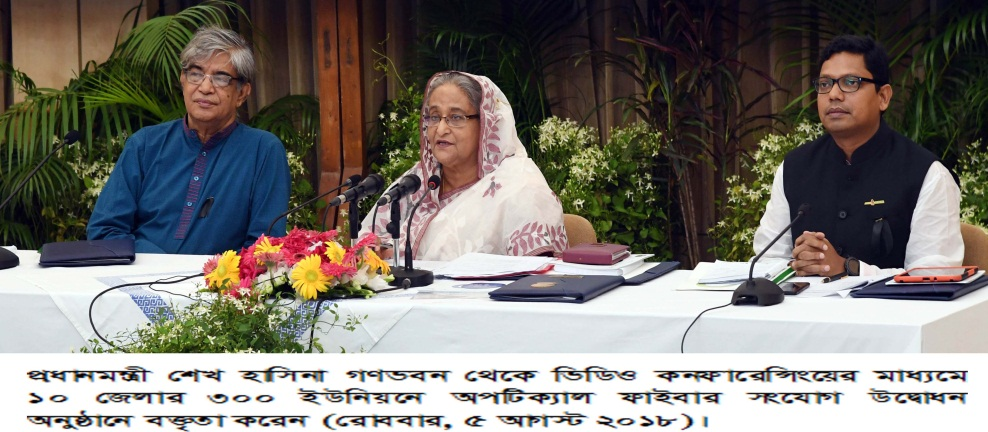 প্রধানমন্ত্রী শেখ হাসিনা গণভবন থেকে ভিডিও কনফারেন্সিংয়ের মাধ্যমে
১০ জেলার ৩০০ ইউনিয়নে অপটিক্যাল ফাইবার সংযোগ উদ্বোধন
অনুষ্ঠানে বক্তৃতা করেন (রোববার, ৫ আগস্ট ২০১৮)।